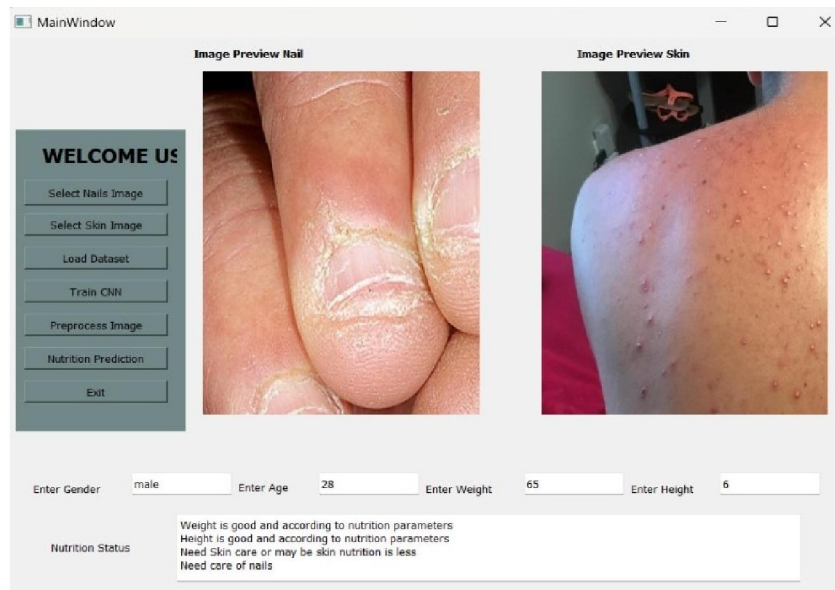 MainWindow
Image Preview Nail
Image Preview Skin
WELCOME US
Select Nails Image
Select Skin Image
Load Dataset
Train CNN
Preprocess Image
Nutrition Prediction
Exit
Enter Gender male Enter Age 28 Enter Weight 65 Enter Height 6
Nutrition Status
Weight is good and according to nutrition parameters
Height is good and according to nutrition parameters
Need Skin care or may be skin nutrition is less
Need care of nails